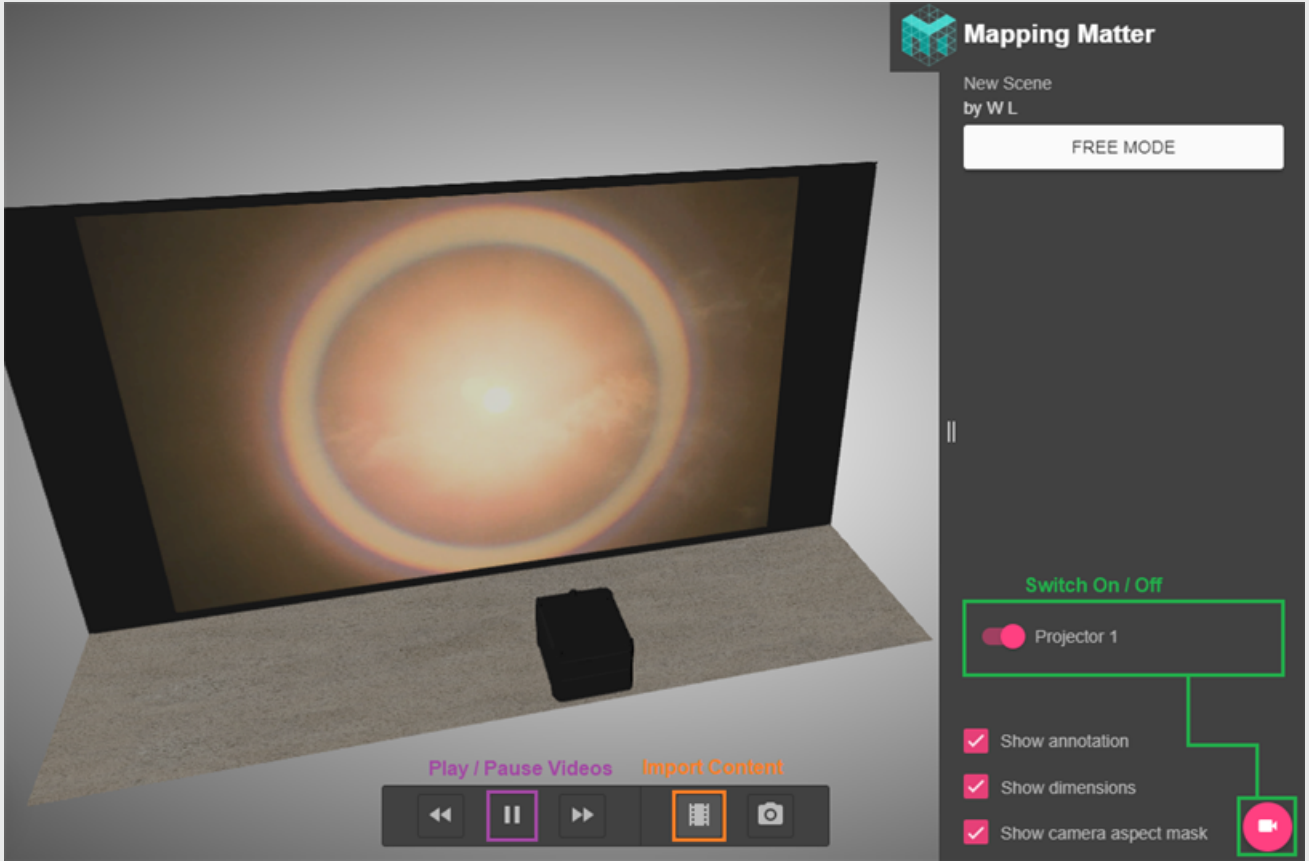 Mapping Matter
New Scene
by W L
FREE MODE
Switch On / Off
Projector 1
Show annotation
Show dimensions
Show camera aspect mask
Play / Pause Videos
Import Content